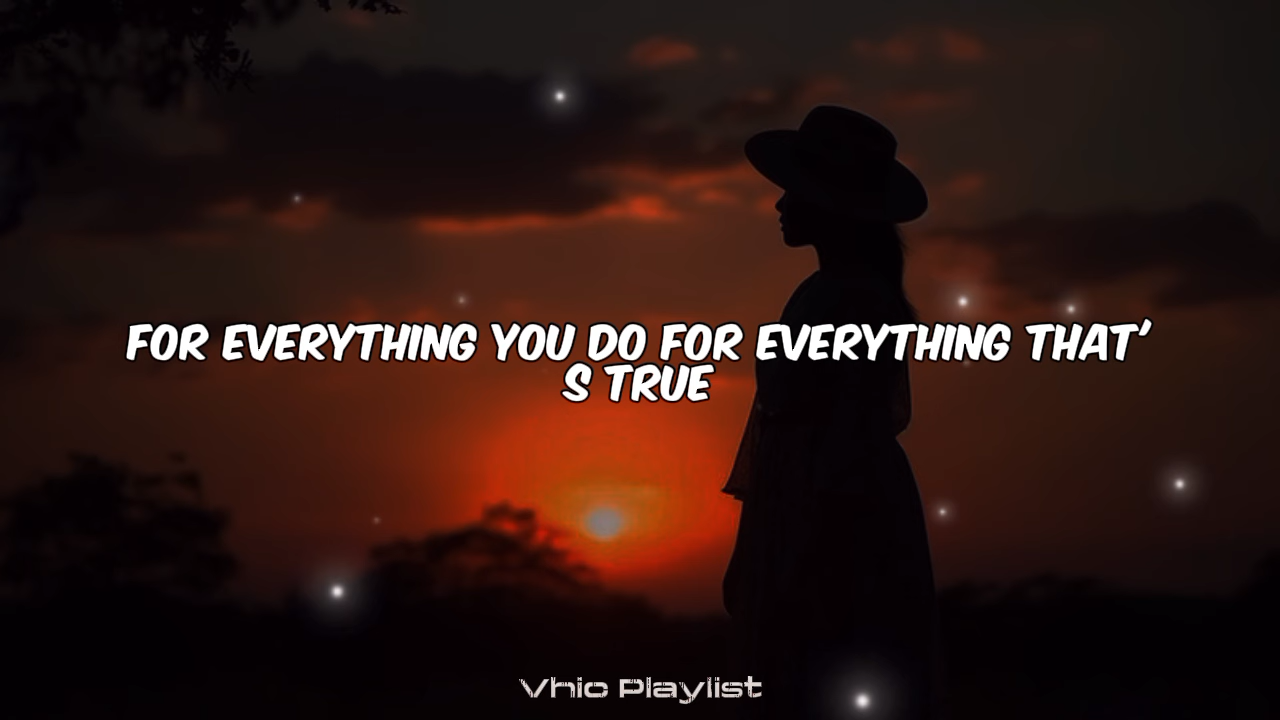 FOR EVERYTHING YOU DO FOR EVERYTHING THAT'
S TRUE
Vhio Playlist